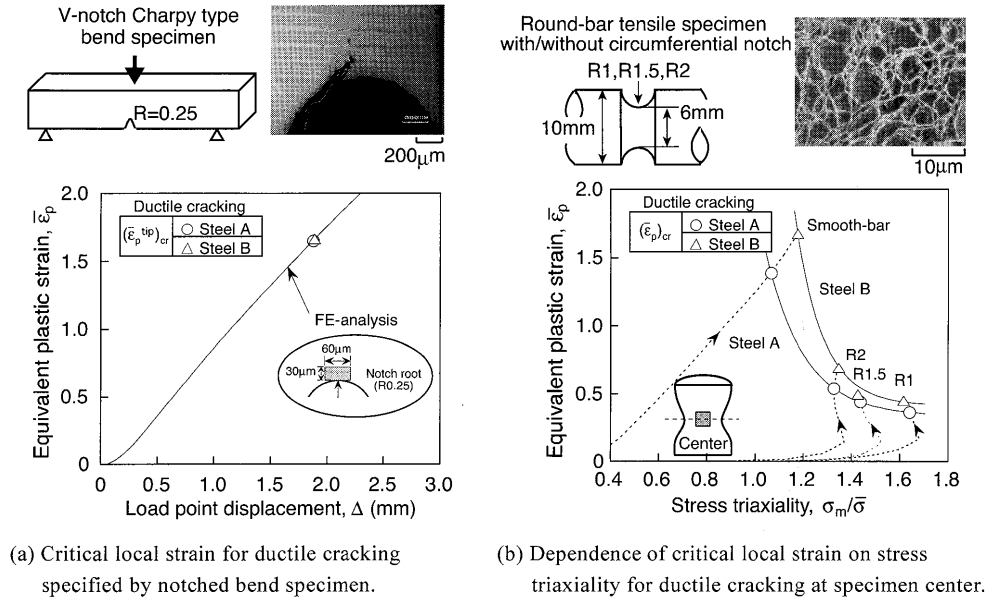 V-notch Charpy type
bend specimen
R=0.25
200μm
2.0
1.5
1.0
0.5
0
Equivalent plastic strain, ε̄p
Ductile cracking
(ε̄p^tip)cr
Steel A
Steel B
FE-analysis
60μm
30μm
Notch root
(R0.25)
0
0.5
1.0
1.5
2.0
2.5
3.0
Load point displacement, Δ (mm)
(a) Critical local strain for ductile cracking
specified by notched bend specimen.
Round-bar tensile specimen
with/without circumferential notch
R1,R1.5,R2
10mm
6mm
10μm
2.0
1.5
1.0
0.5
0
Equivalent plastic strain, ε̄p
Ductile cracking
(ε̄p)cr
Steel A
Steel B
Smooth-bar
Steel B
Steel A
R2
R1.5
R1
Center
0.4
0.6
0.8
1.0
1.2
1.4
1.6
1.8
Stress triaxiality, σm/σ̄
(b) Dependence of critical local strain on stress
triaxiality for ductile cracking at specimen center.